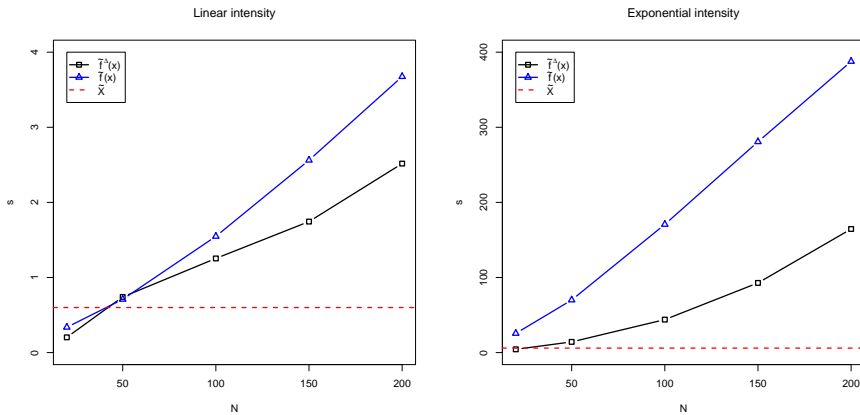 Linear intensity
4
3
2
1
0
s
f̃^Δ(x)
f̃(x)
X̃
50
100
150
200
N
Exponential intensity
400
300
200
100
0
s
f̃^Δ(x)
f̃(x)
X̃
50
100
150
200
N